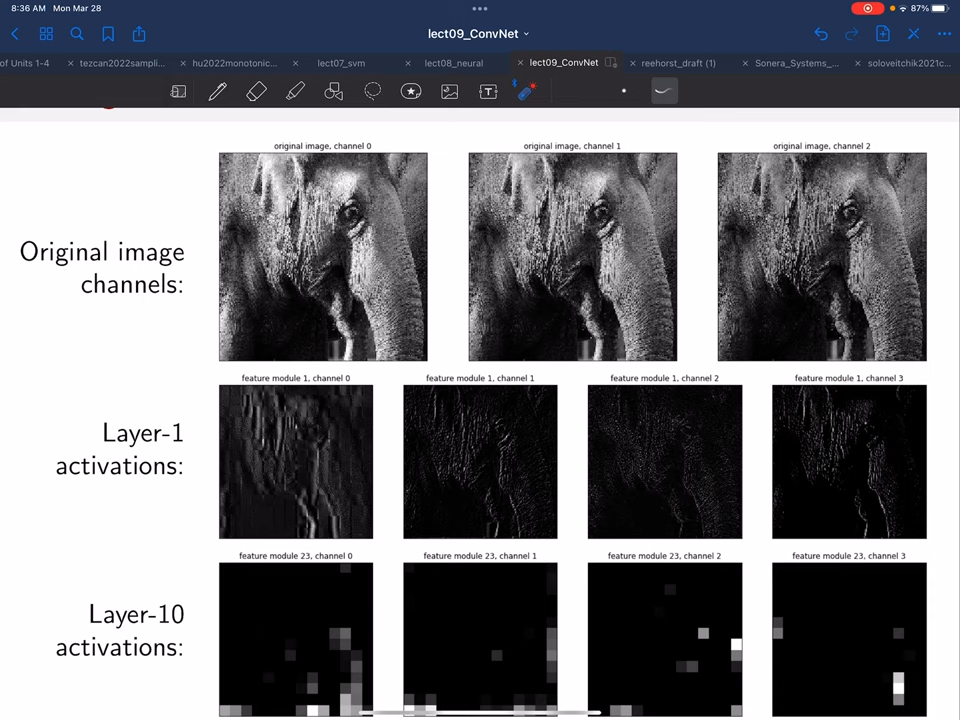 8:36 AM Mon Mar 28
87%
lect09_ConvNet
of Units 1-4
× tezcan2022sampli...
× hu2022monotonic...
lect07_svm
× lect08_neural
× lect09_ConvNet
× reehorst_draft (1)
× Sonera_Systems_...
× soloveitchik2021c...
T
original image, channel 0
original image, channel 1
original image, channel 2
Original image
channels:
feature module 1, channel 0
feature module 1, channel 1
feature module 1, channel 2
feature module 1, channel 3
Layer-1
activations:
feature module 23, channel 0
feature module 23, channel 1
feature module 23, channel 2
feature module 23, channel 3
Layer-10
activations: